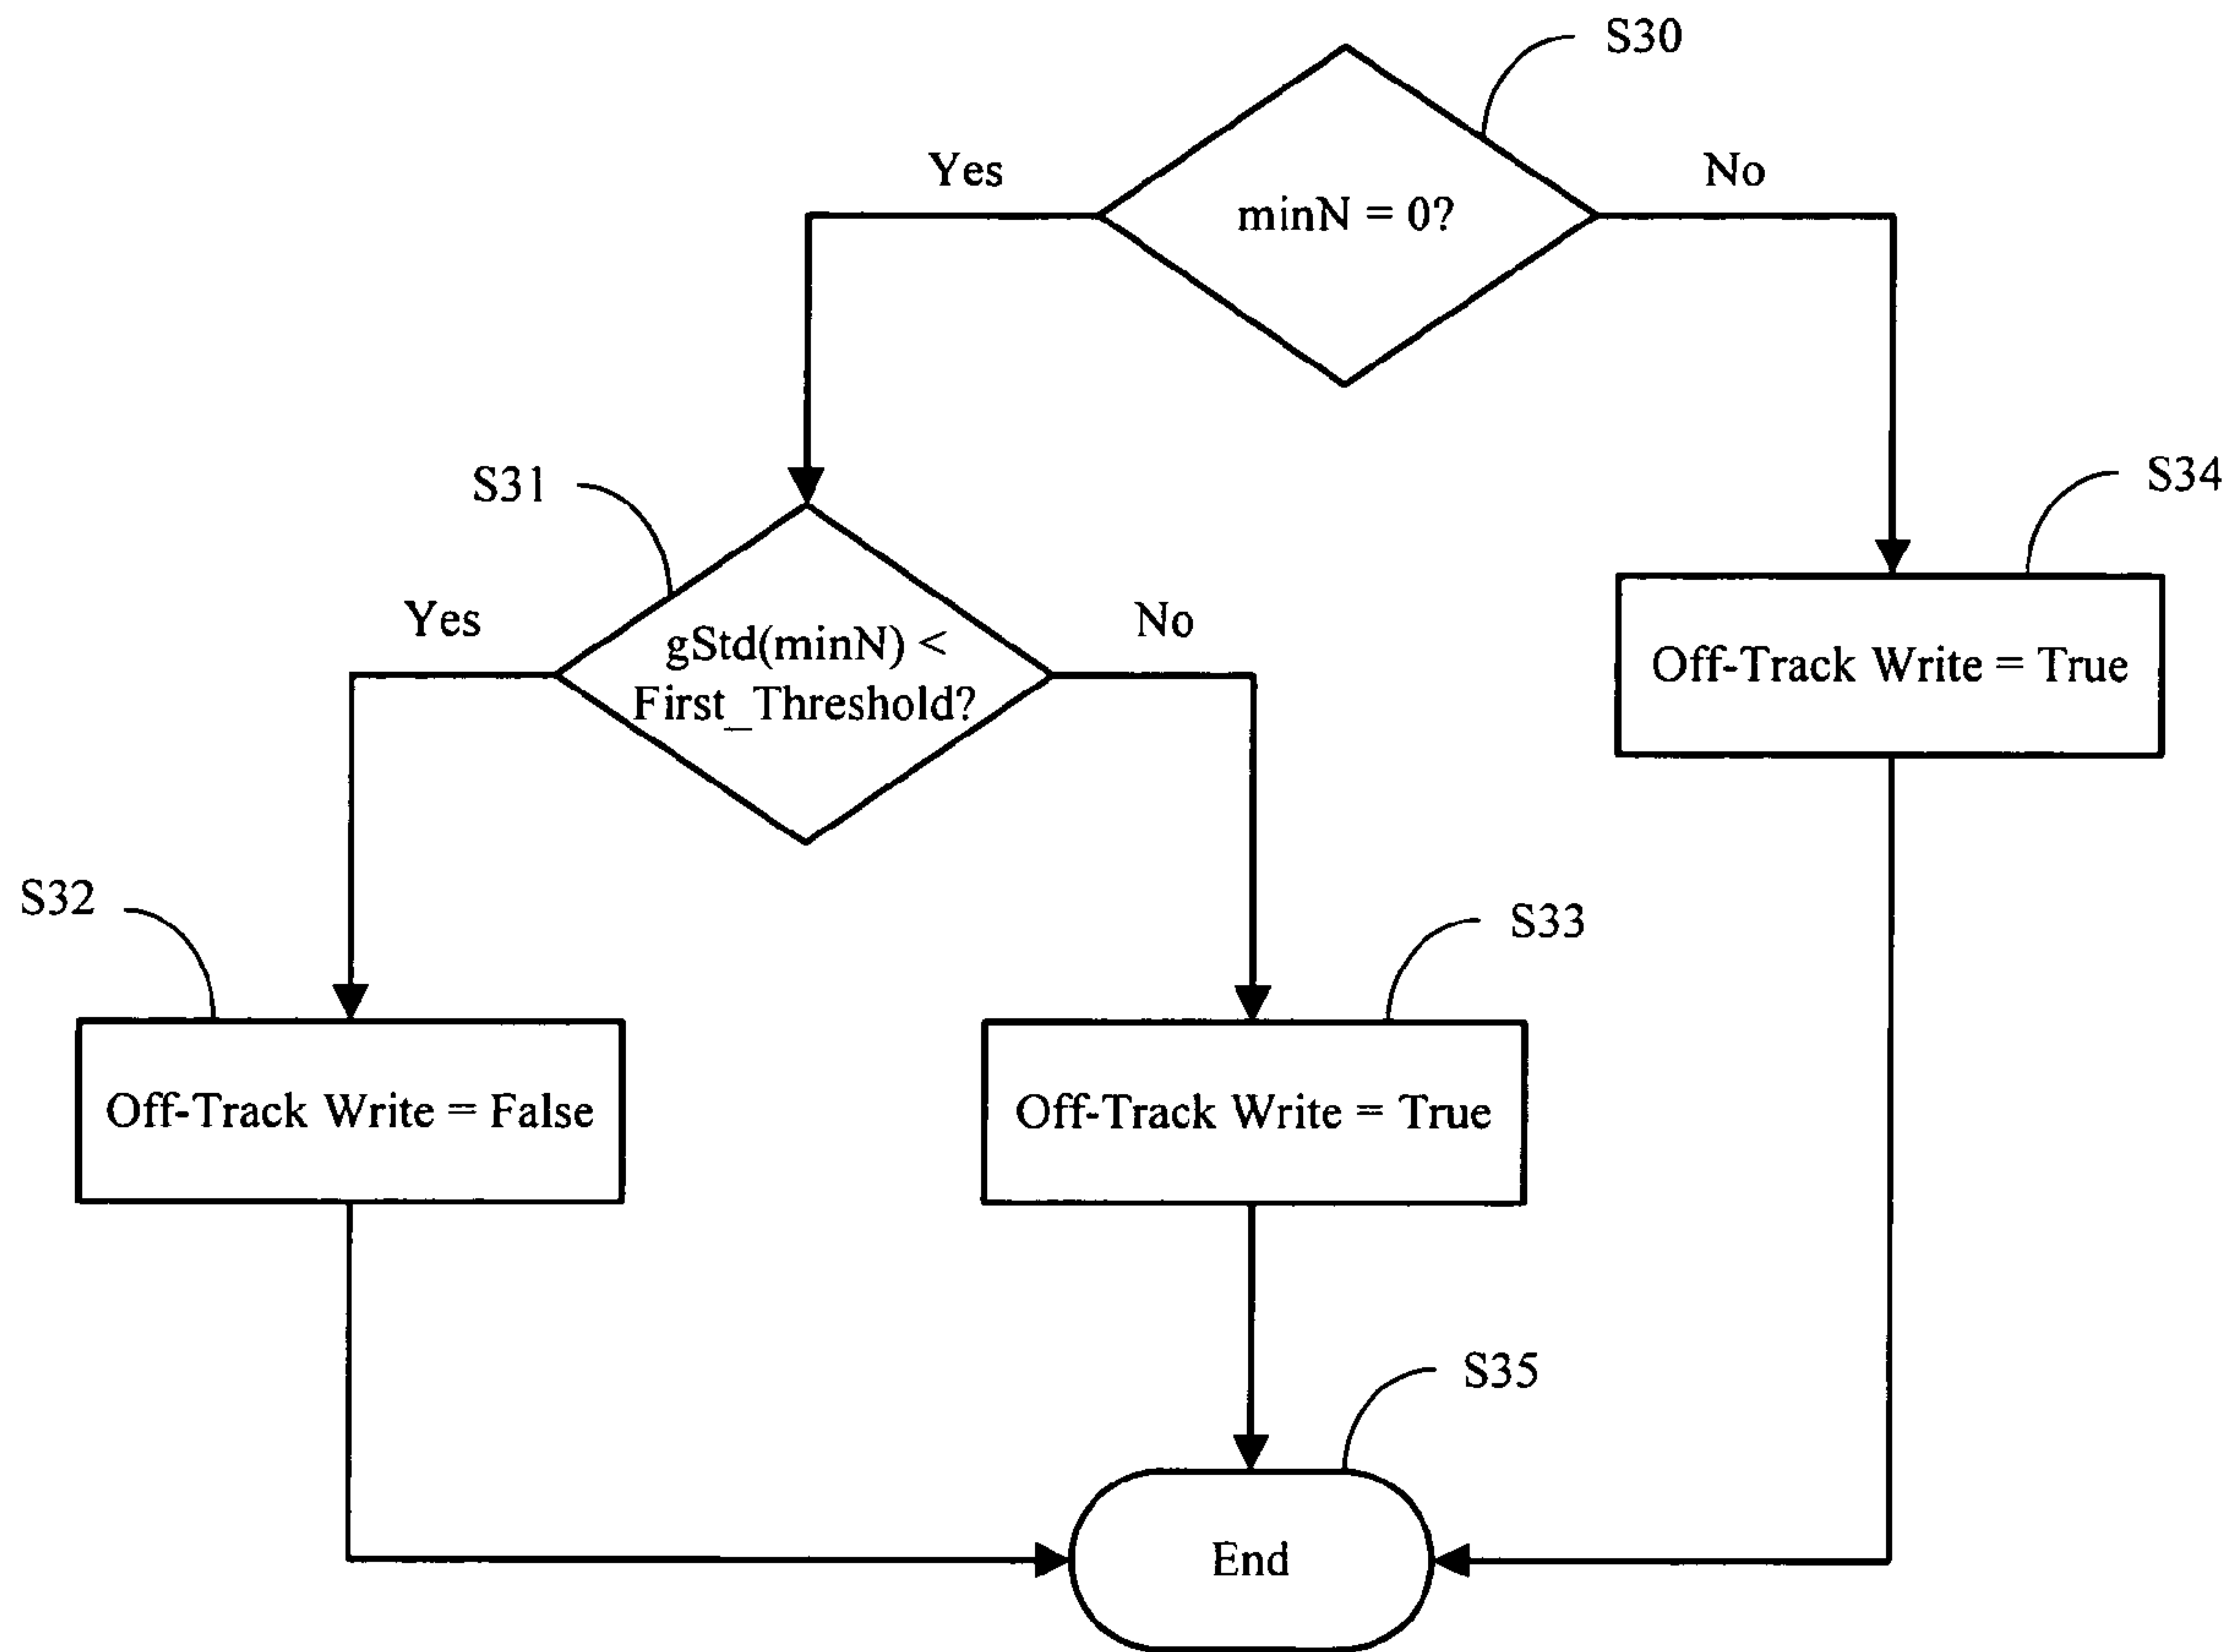 S30
Yes
No
minN = 0?
S31
S34
Yes
No
gStd(minN) <
First_Threshold?
Off-Track Write = True
S32
S33
Off-Track Write = False
Off-Track Write = True
S35
End